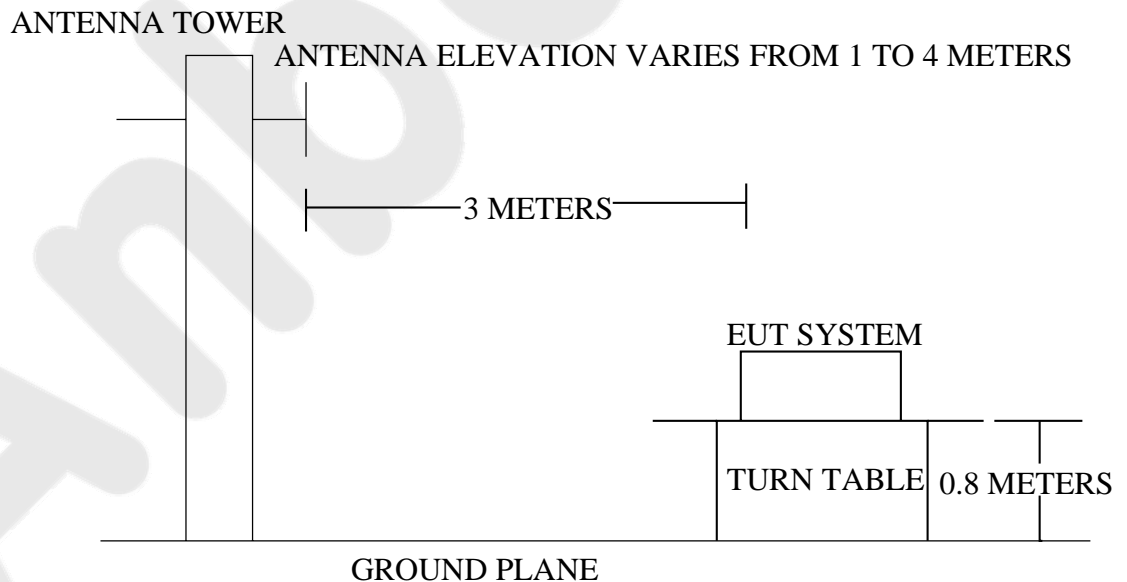 ANTENNA TOWER
ANTENNA ELEVATION VARIES FROM 1 TO 4 METERS
3 METERS
EUT SYSTEM
TURN TABLE
0.8 METERS
GROUND PLANE